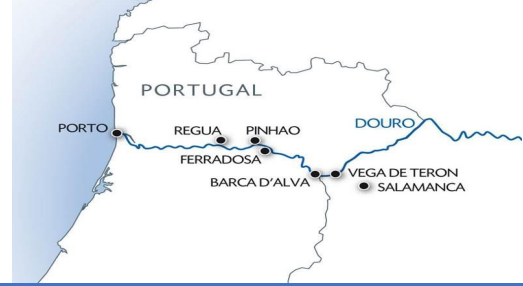 PORTUGAL
PORTO
REGUA
PINHAO
DOURO
FERRADOSA
BARCA D'ALVA
VEGA DE TERON
SALAMANCA